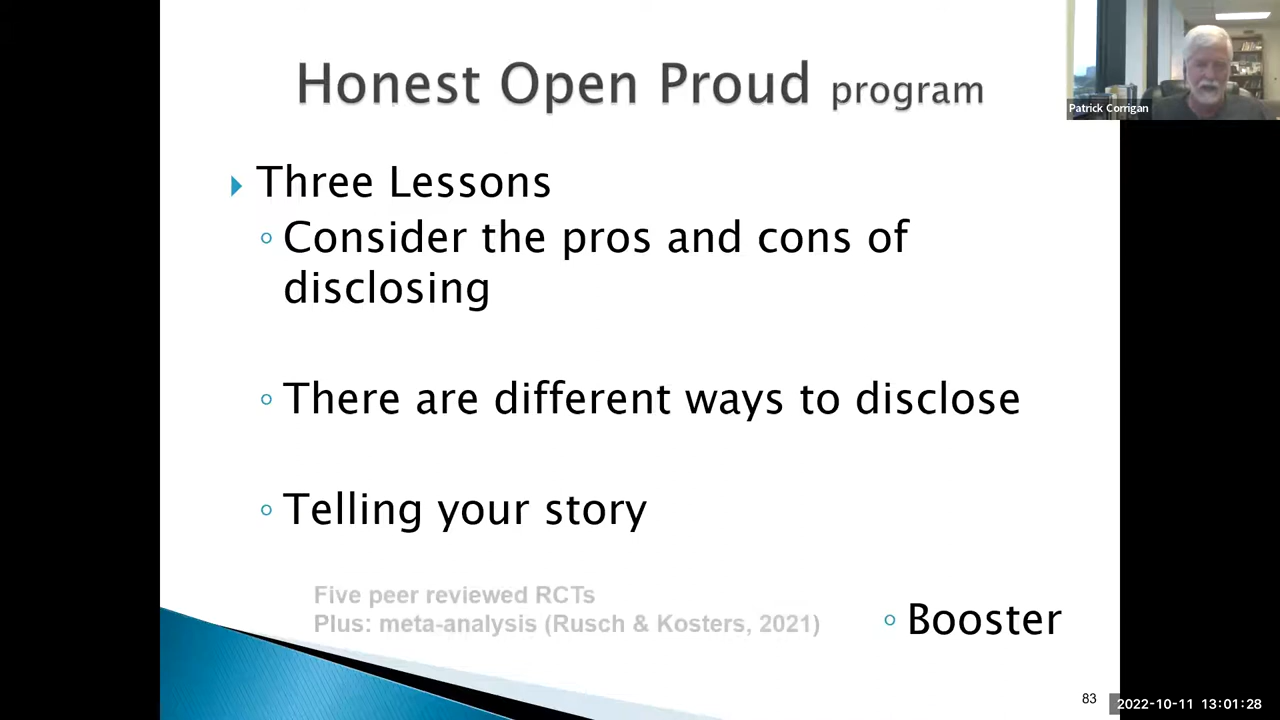 Honest Open Proud program
Patrick Corrigan
Three Lessons
Consider the pros and cons of
disclosing
There are different ways to disclose
Telling your story
Five peer reviewed RCTs
Plus: meta-analysis (Rusch & Kosters, 2021)
Booster
83
2022-10-11 13:01:28